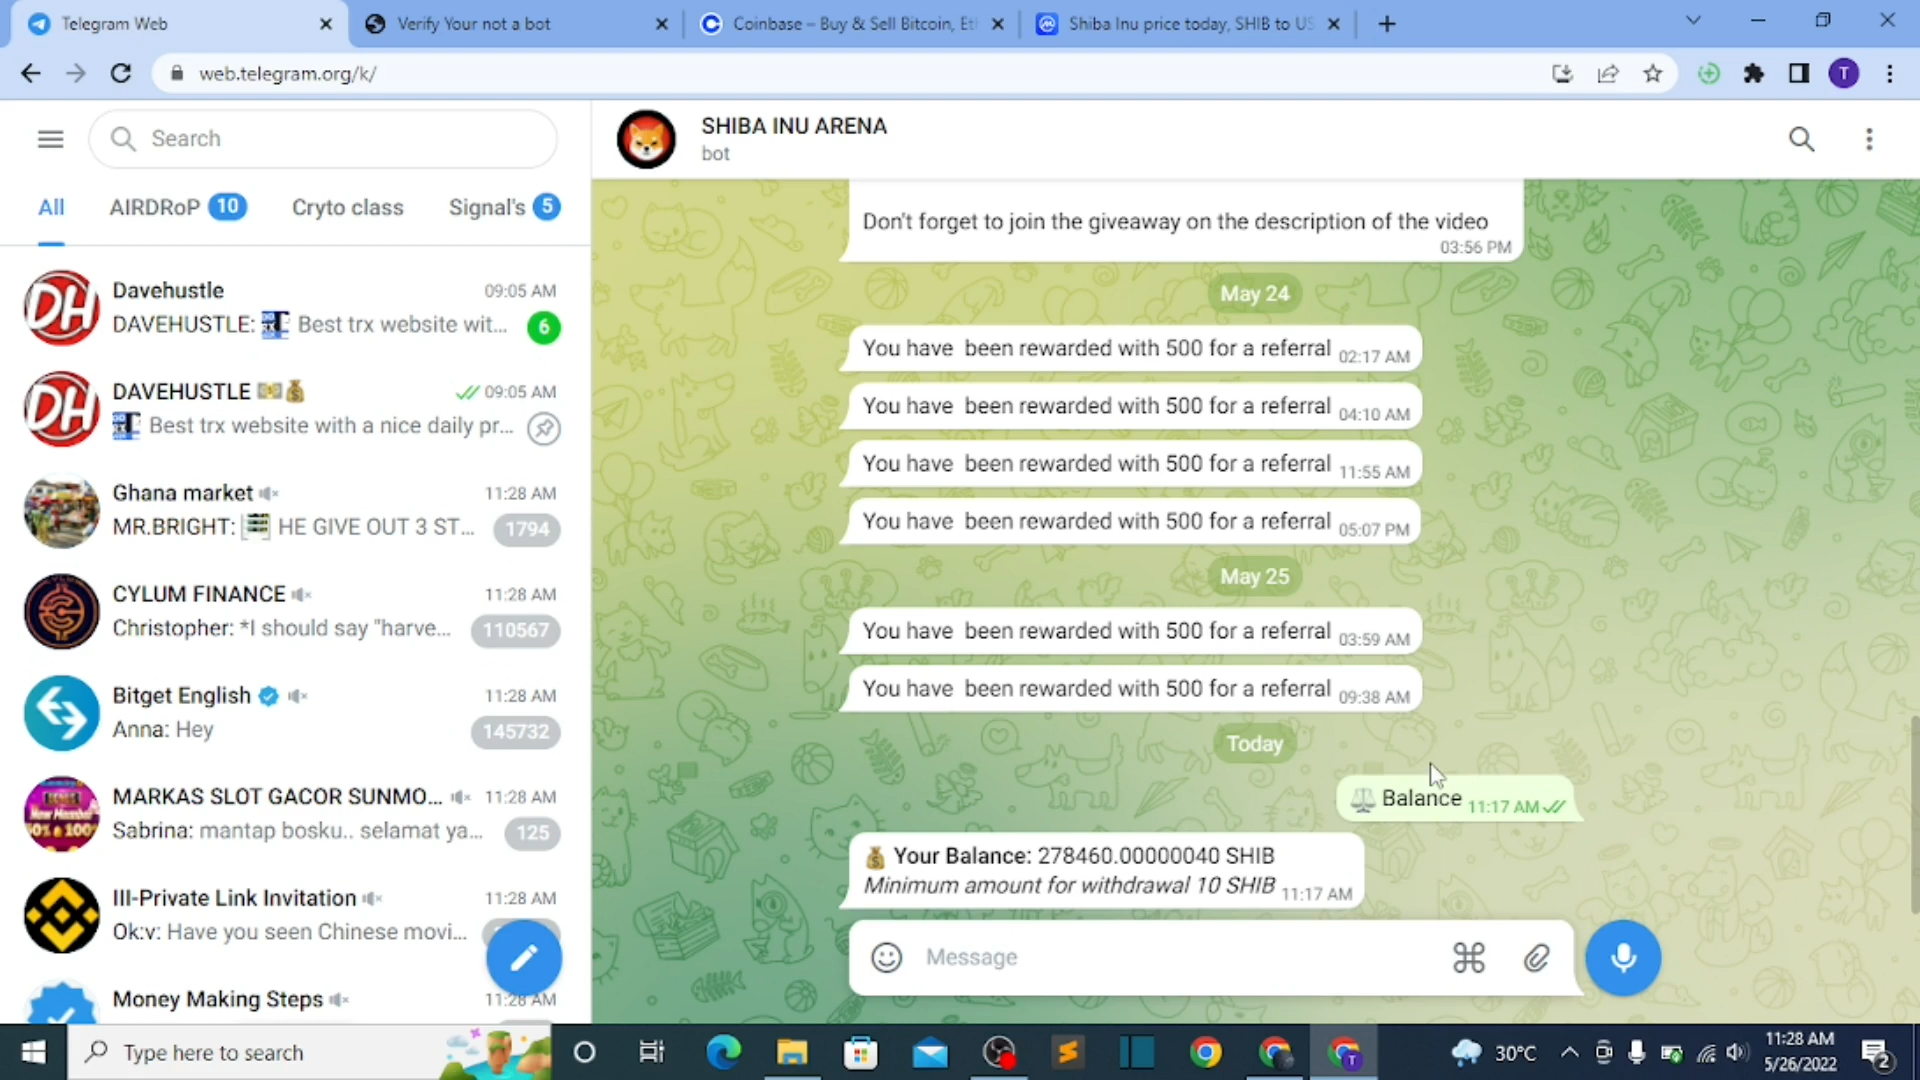 Telegram Web
Verify Your not a bot
Coinbase – Buy & Sell Bitcoin, Et
Shiba Inu price today, SHIB to US
web.telegram.org/k/
T
Search
All
AIRDRoP 10
Cryto class
Signal's 5
Davehustle 09:05 AM
DAVEHUSTLE: Best trx website wit... 6
DAVEHUSTLE 09:05 AM
Best trx website with a nice daily pr...
Ghana market 11:28 AM
MR.BRIGHT: HE GIVE OUT 3 ST... 1794
CYLUM FINANCE 11:28 AM
Christopher: *I should say "harve... 110567
Bitget English 11:28 AM
Anna: Hey 145732
MARKAS SLOT GACOR SUNMO... 11:28 AM
Sabrina: mantap bosku.. selamat ya... 125
III-Private Link Invitation 11:28 AM
Ok:v: Have you seen Chinese movi...
Money Making Steps 11:28 AM
SHIBA INU ARENA
bot
Don't forget to join the giveaway on the description of the video
03:56 PM
May 24
You have been rewarded with 500 for a referral 02:17 AM
You have been rewarded with 500 for a referral 04:10 AM
You have been rewarded with 500 for a referral 11:55 AM
You have been rewarded with 500 for a referral 05:07 PM
May 25
You have been rewarded with 500 for a referral 03:59 AM
You have been rewarded with 500 for a referral 09:38 AM
Today
Balance 11:17 AM
Your Balance: 278460.00000040 SHIB
Minimum amount for withdrawal 10 SHIB 11:17 AM
Message
Type here to search
30°C
11:28 AM
5/26/2022
2